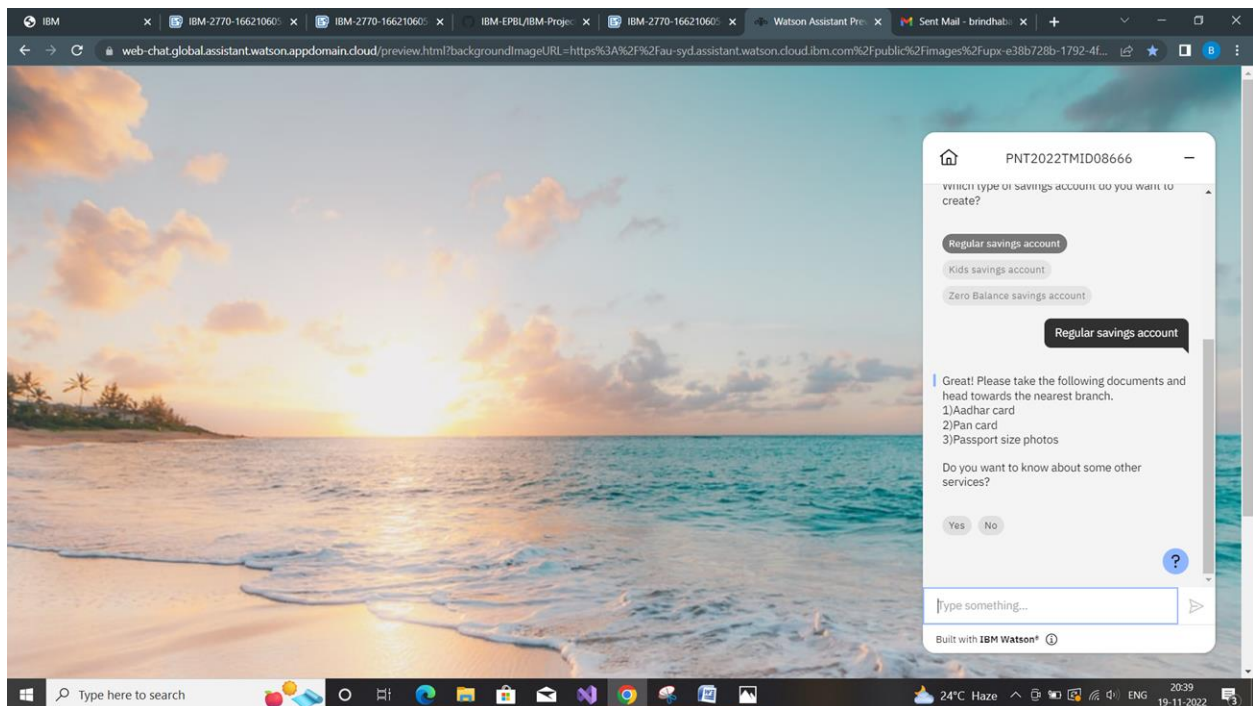 IBM
IBM-2770-166210605
IBM-2770-166210605
IBM-EPBL/IBM-Projec
IBM-2770-166210605
Watson Assistant Pre
Sent Mail - brindhaba
web-chat.global.assistant.watson.appdomain.cloud/preview.html?backgroundImageURL=https%3A%2F%2Fau-syd.assistant.watson.cloud.ibm.com%2Fpublic%2Fimages%2Fupx-e38b728b-1792-4f...
B
PNT2022TMID08666
Which type of savings account do you want to
create?
Regular savings account
Kids savings account
Zero Balance savings account
Regular savings account
Great! Please take the following documents and
head towards the nearest branch.
1)Aadhar card
2)Pan card
3)Passport size photos
Do you want to know about some other
services?
Yes No
?
Type something...
Built with IBM Watson®
Type here to search
24°C Haze
ENG
20:39
19-11-2022
3